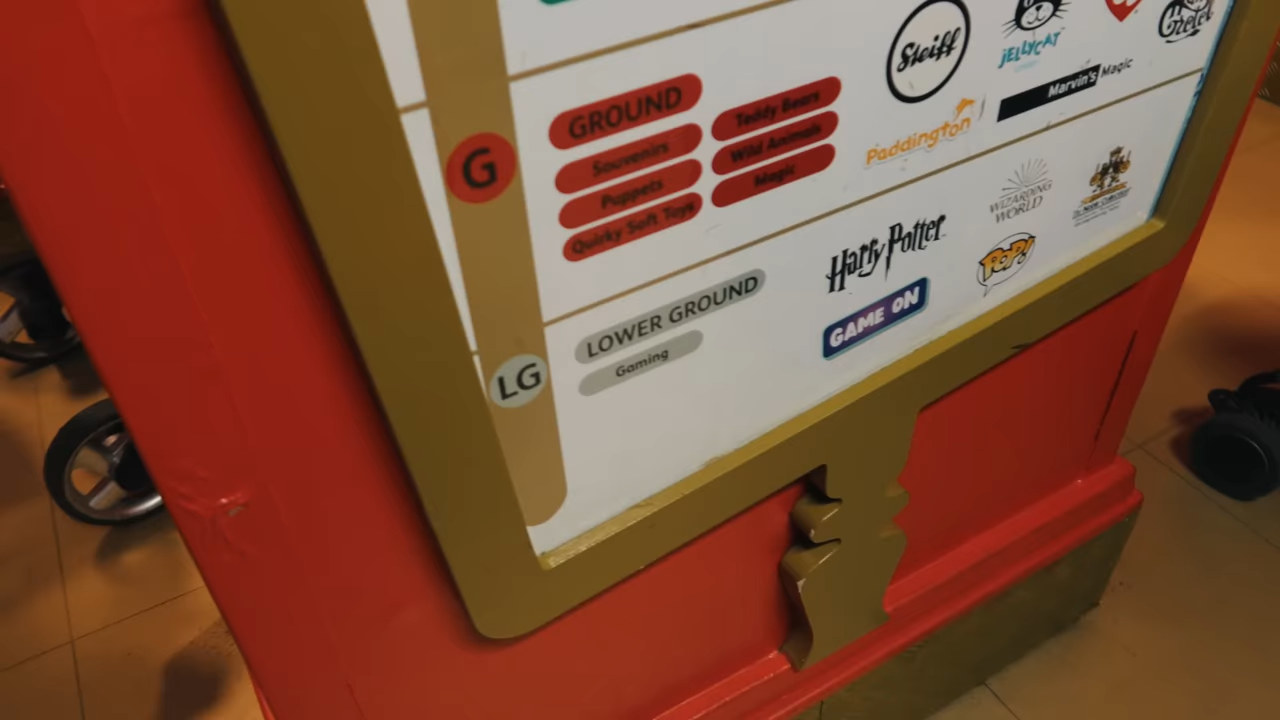 G
GROUND
Souvenirs
Puppets
Quirky Soft Toys
Teddy Bears
Wild Animals
Magic
Steiff
JELLYCAT
Paddington
Marvin's Magic
LG
LOWER GROUND
Gaming
Harry Potter
GAME ON
WIZARDING
WORLD
POP!